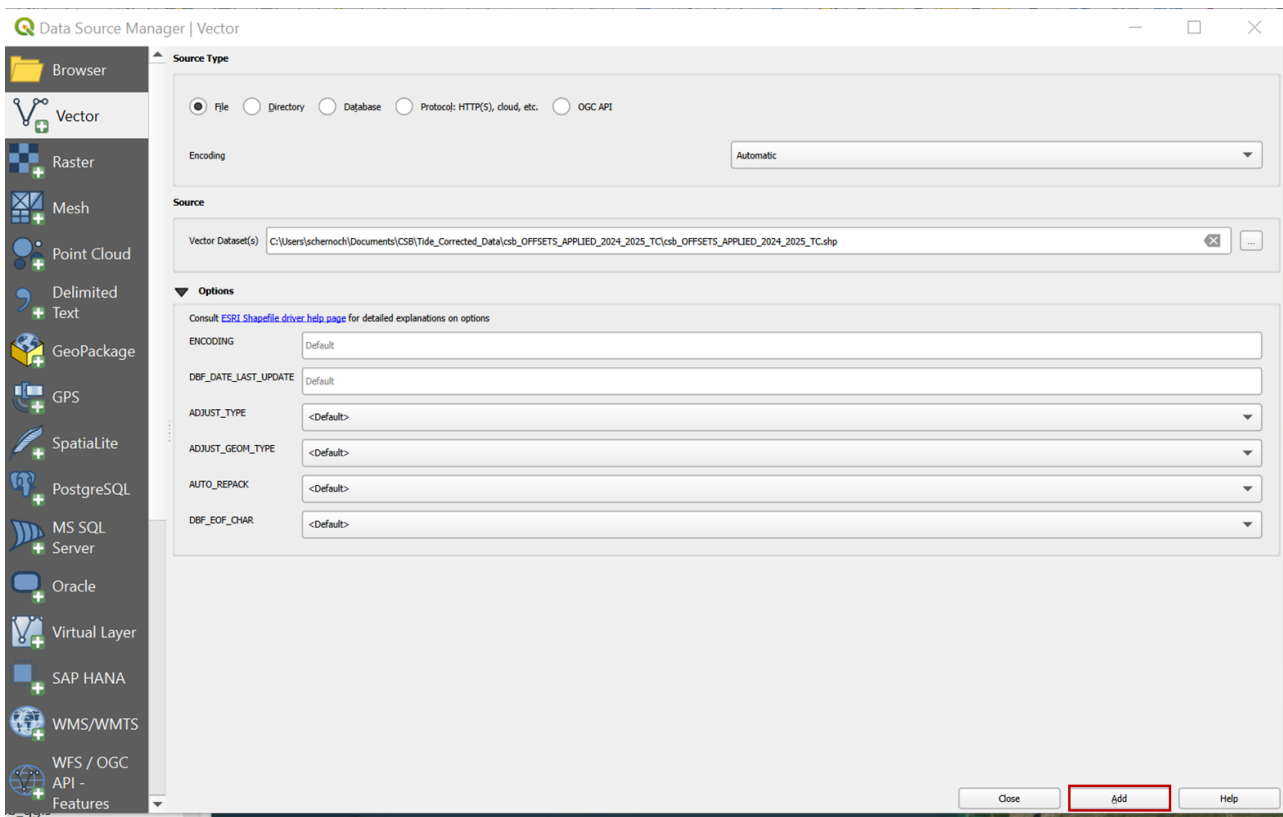 Data Source Manager | Vector
Browser
Vector
Raster
Mesh
Point Cloud
Delimited
Text
GeoPackage
GPS
SpatiaLite
PostgreSQL
MS SQL
Server
Oracle
Virtual Layer
SAP HANA
WMS/WMTS
WFS / OGC
API -
Features
Source Type
File Directory Database Protocol: HTTP(S), cloud, etc. OGC API
Encoding Automatic
Source
Vector Dataset(s) C:\Users\schernoch\Documents\CSB\Tide_Corrected_Data\csb_OFFSETS_APPLIED_2024_2025_TC\csb_OFFSETS_APPLIED_2024_2025_TC.shp ...
Options
Consult ESRI Shapefile driver help page for detailed explanations on options
ENCODING Default
DBF_DATE_LAST_UPDATE Default
ADJUST_TYPE <Default>
ADJUST_GEOM_TYPE <Default>
AUTO_REPACK <Default>
DBF_EOF_CHAR <Default>
Close Add Help